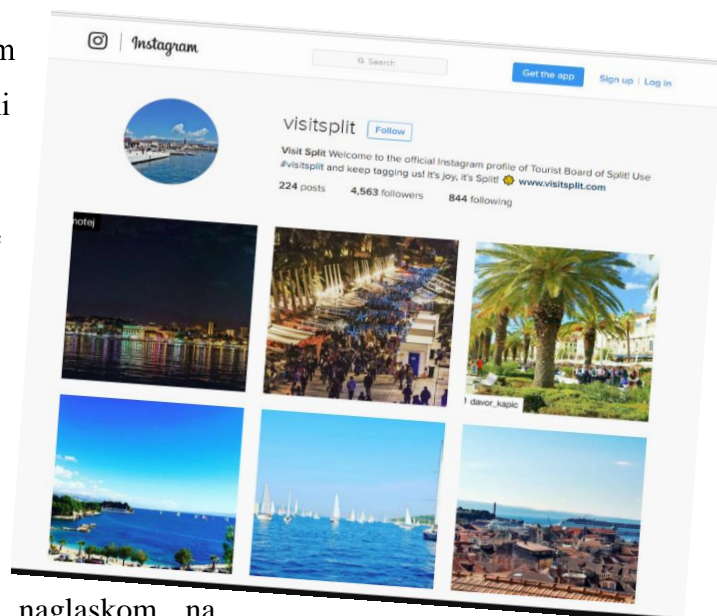 m
i
Instagram
Search
Get the app
Sign up | Log in
visitsplit
Follow
Visit Split Welcome to the official Instagram profile of Tourist Board of Split! Use
#visitsplit and keep tagging us! It's joy, it's Split! 🌞 www.visitsplit.com
224 posts 4,563 followers 844 following
notej
davor_kapic
naglaskom na